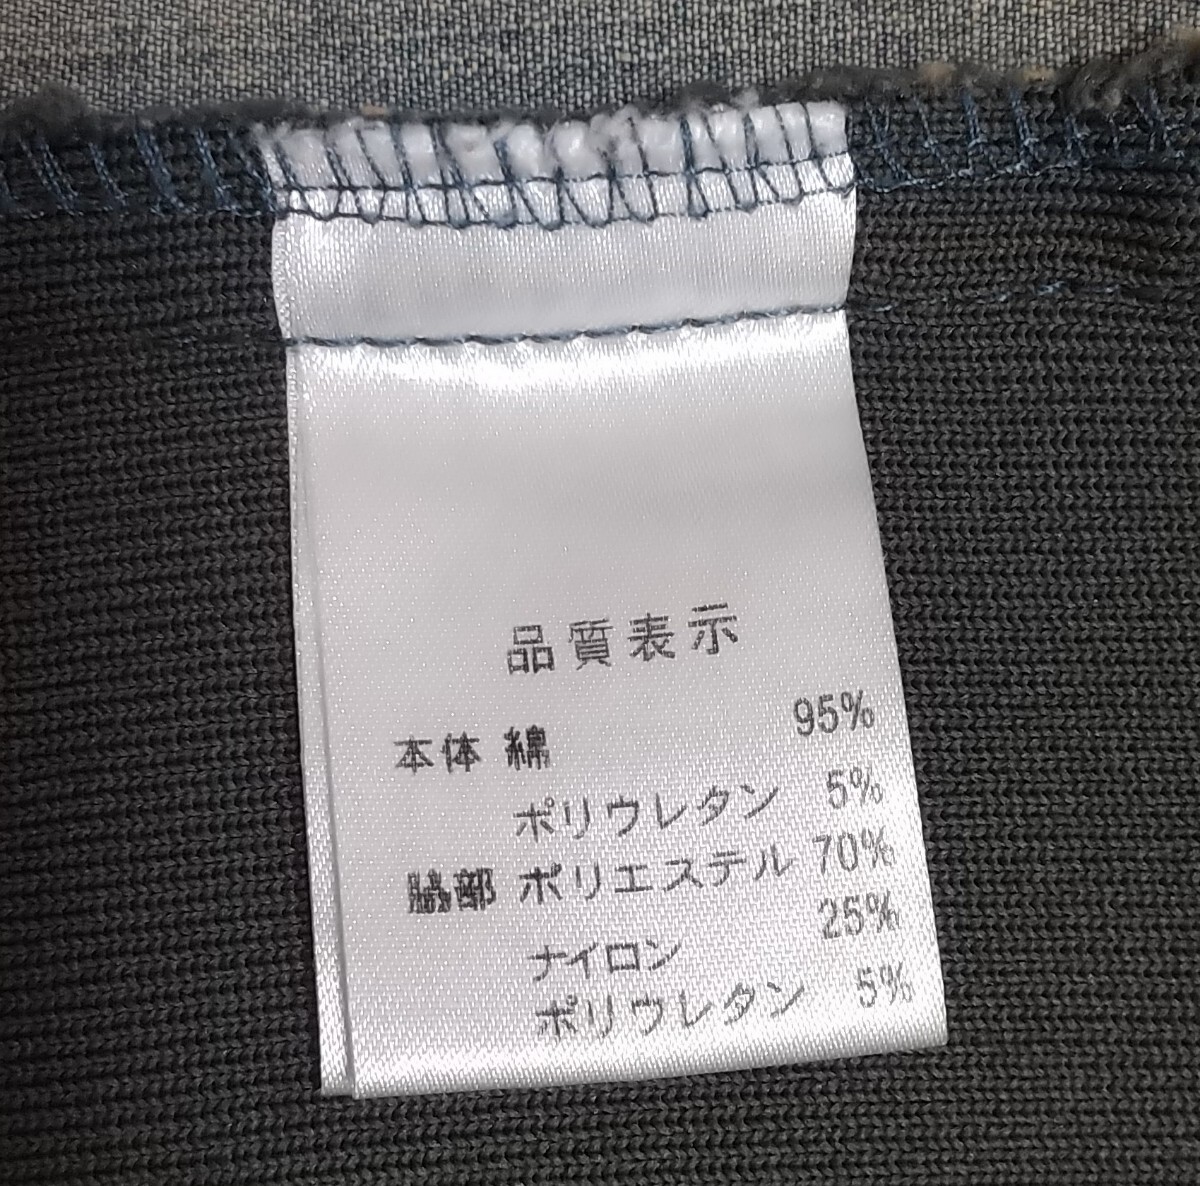 品質表示
本体 綿 95%
ポリウレタン 5%
脇部 ポリエステル 70%
ナイロン 25%
ポリウレタン 5%